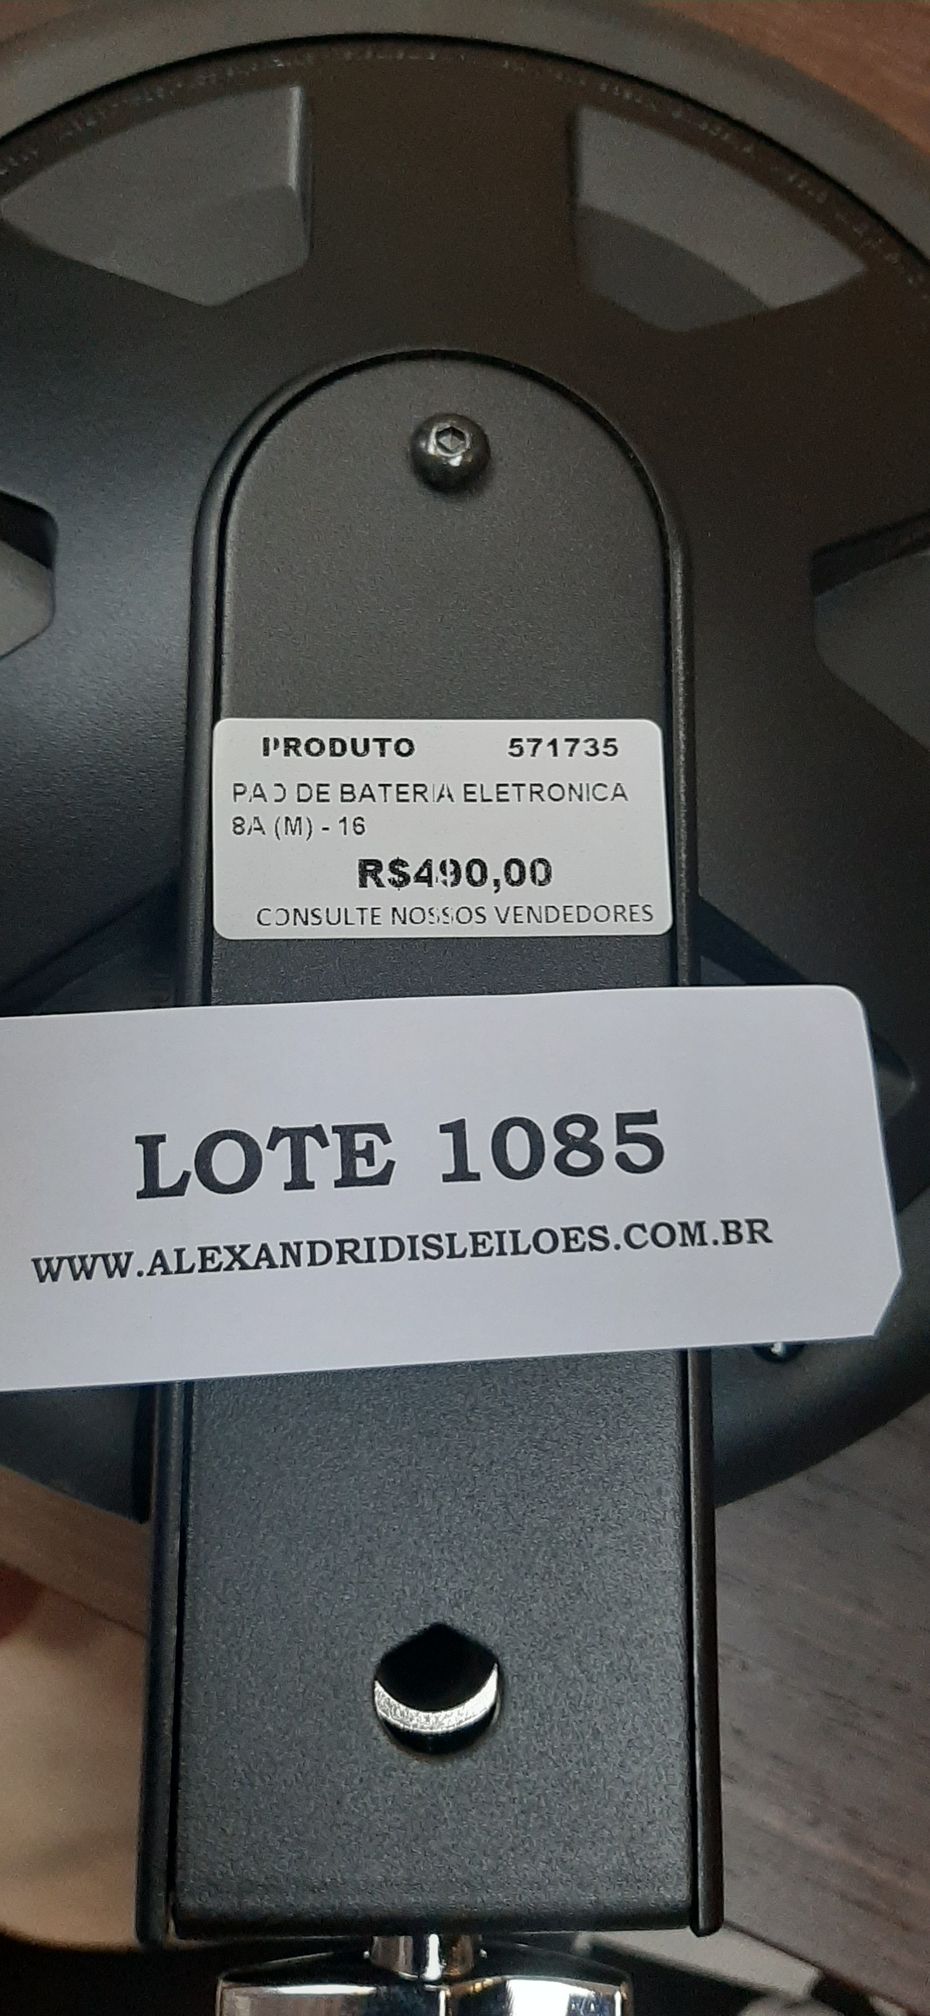 PRODUTO 571735
PAD DE BATERIA ELETRONICA
8A (M) - 16
R$490,00
CONSULTE NOSSOS VENDEDORES
LOTE 1085
WWW.ALEXANDRIDISLEILOES.COM.BR